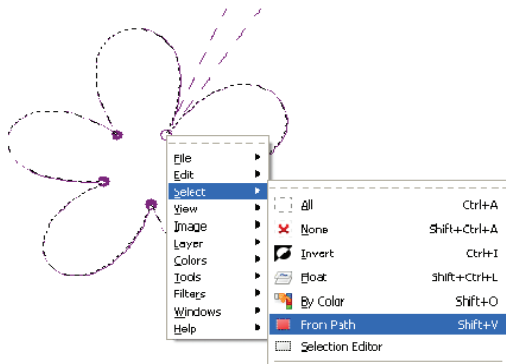 File
Edit
Select
View
Image
Layer
Colors
Tools
Filters
Windows
Help
All Ctrl+A
None Shift+Ctrl+A
Invert Ctrl+I
Float Shift+Ctrl+L
By Color Shift+O
From Path Shift+V
Selection Editor